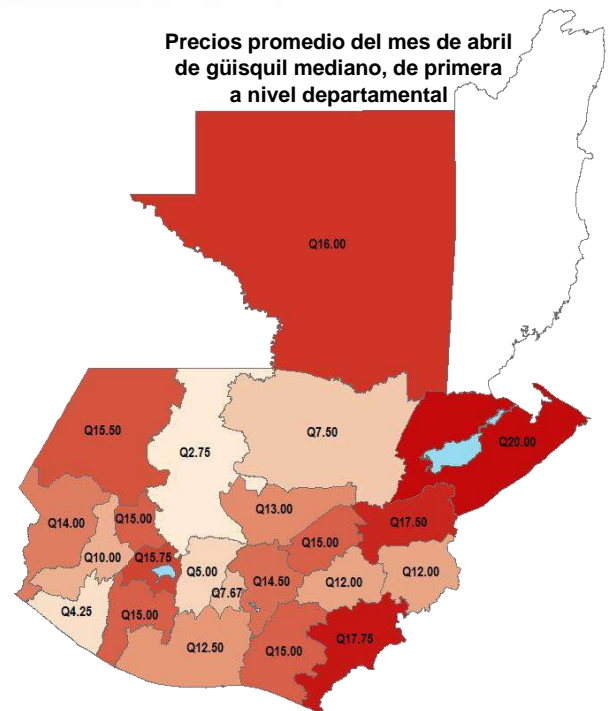 Precios promedio del mes de abril
de güisquil mediano, de primera
a nivel departamental
Q16.00
Q15.50
Q2.75
Q7.50
Q20.00
Q14.00
Q15.00
Q13.00
Q17.50
Q10.00
Q15.75
Q5.00
Q15.00
Q7.67
Q14.50
Q12.00
Q12.00
Q4.25
Q15.00
Q12.50
Q15.00
Q17.75